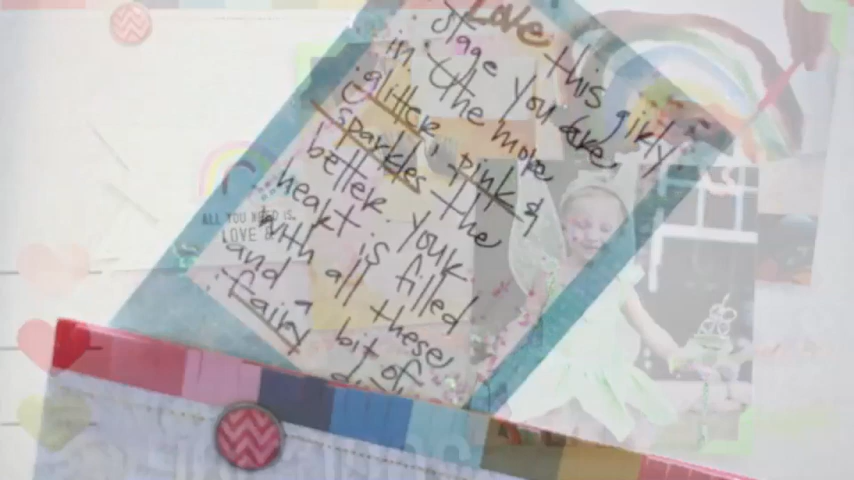 Love this girly
stage you are
in the more
glitter, pink &
sparkles the
better. your
heart is filled
with all these
and a bit of
fairy
ALL YOU NEED IS
LOVE &